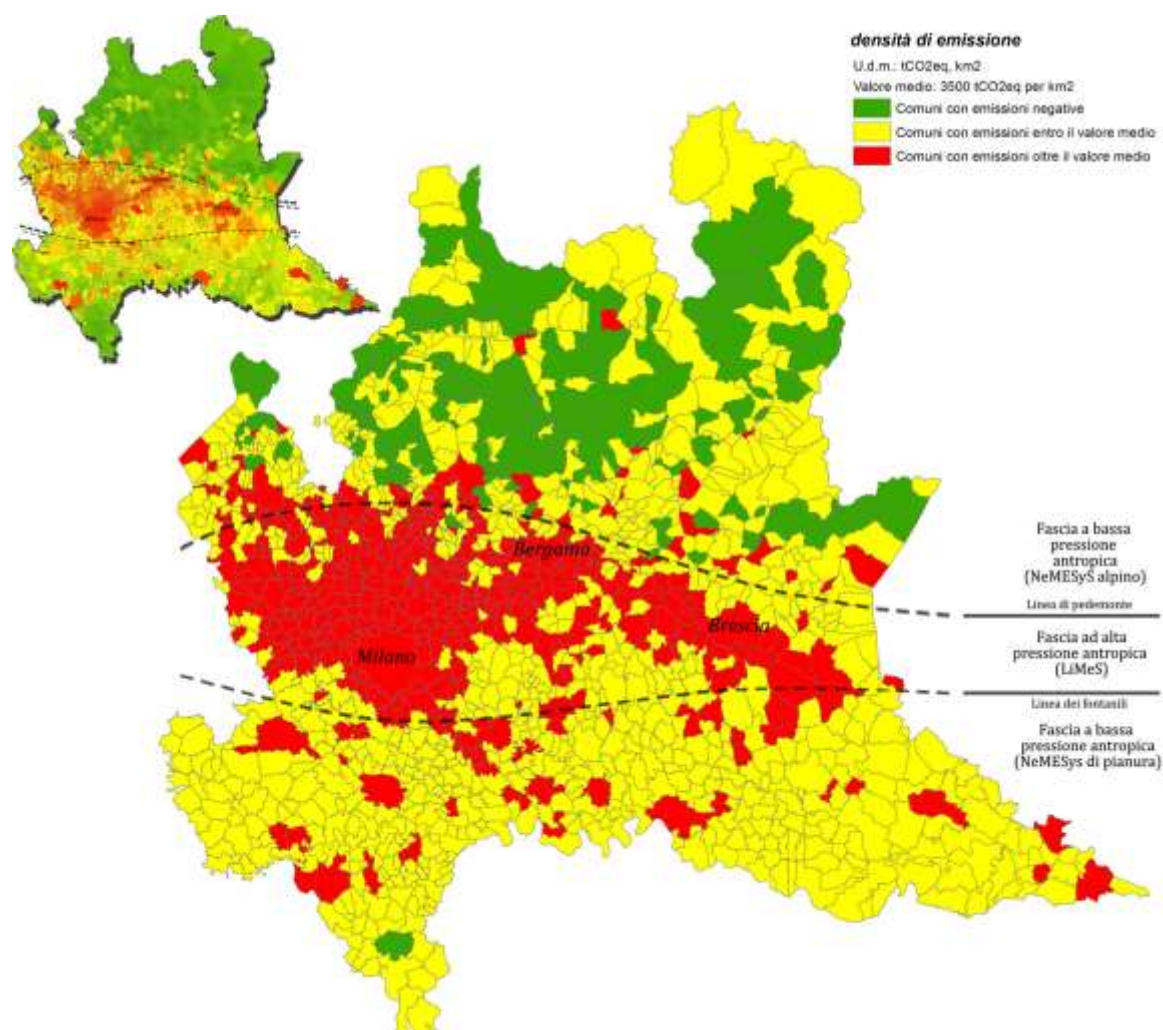 densità di emissione
U.d.m.: tCO2eq, km2
Valore medio: 3500 tCO2eq per km2
Comuni con emissioni negative
Comuni con emissioni entro il valore medio
Comuni con emissioni oltre il valore medio
Bergamo
Brescia
Milano
Fascia a bassa
pressione
antropica
(NeMESyS alpino)
Linea di pedemonte
Fascia ad alta
pressione antropica
(LiMeS)
Linea dei fontanili
Fascia a bassa
pressione antropica
(NeMESys di pianura)